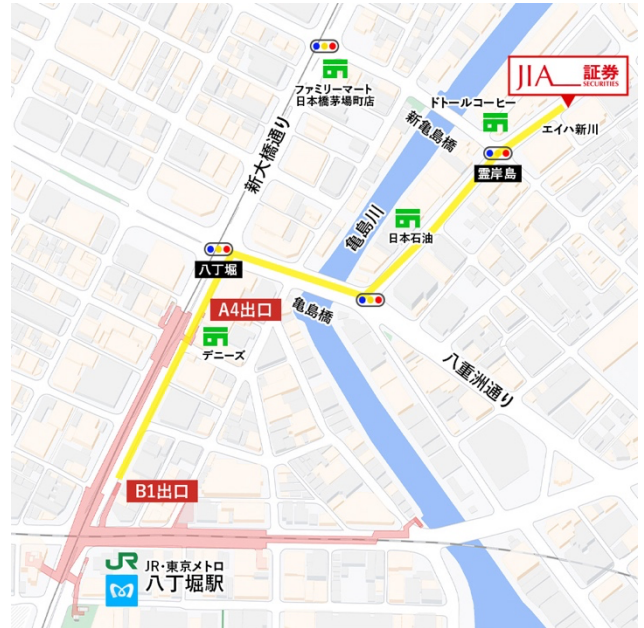 ファミリーマート
日本橋茅場町店
新大橋通り
JIA 証券
SECURITIES
ドトールコーヒー
エイハ新川
新亀島橋
霊岸島
亀島川
日本石油
八丁堀
A4出口
亀島橋
デニーズ
八重洲通り
B1出口
JR JR・東京メトロ
八丁堀駅